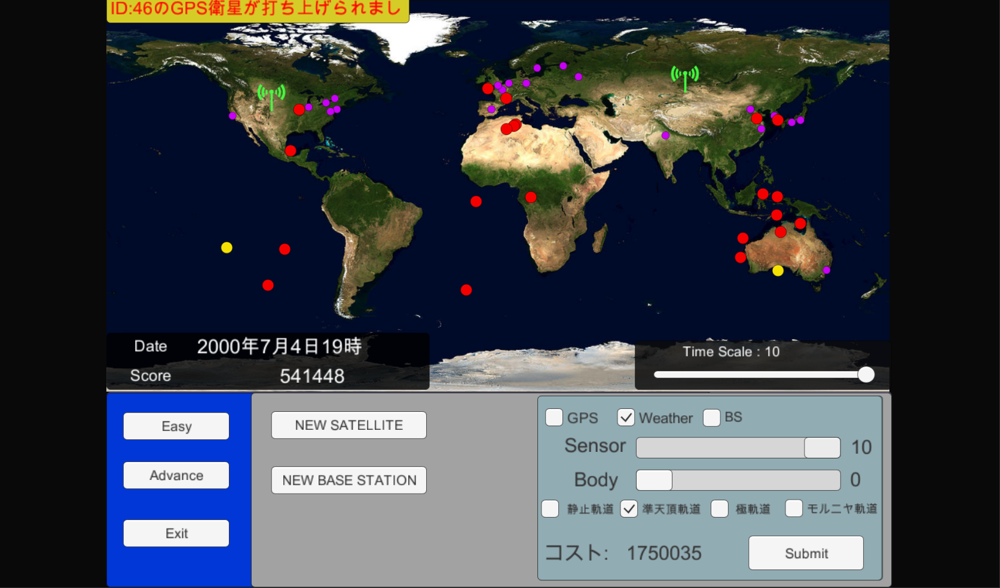 ID:46のGPS衛星が打ち上げられまし
Date 2000年7月4日19時
Score 541448
Time Scale : 10
Easy
Advance
Exit
NEW SATELLITE
NEW BASE STATION
GPS Weather BS
Sensor 10
Body 0
静止軌道 準天頂軌道 極軌道 モルニヤ軌道
コスト: 1750035
Submit